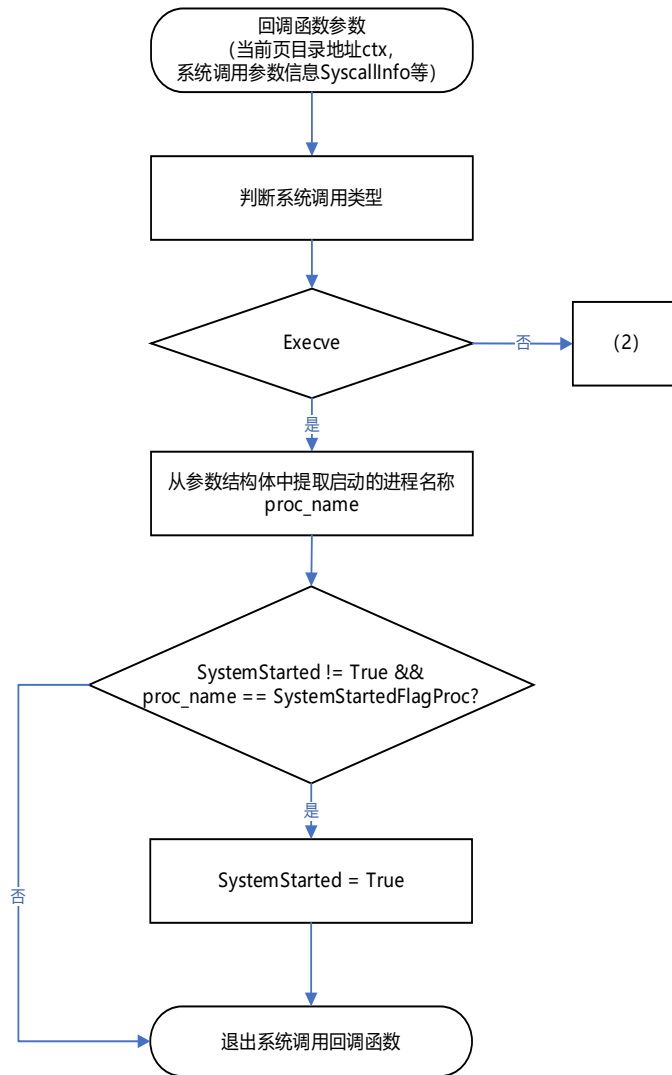 回调函数参数
（当前页目录地址ctx,
系统调用参数信息SyscallInfo等）
判断系统调用类型
Execve
否
（2）
是
从参数结构体中提取启动的进程名称
proc_name
SystemStarted != True &&
proc_name == SystemStartedFlagProc?
是
SystemStarted = True
否
退出系统调用回调函数